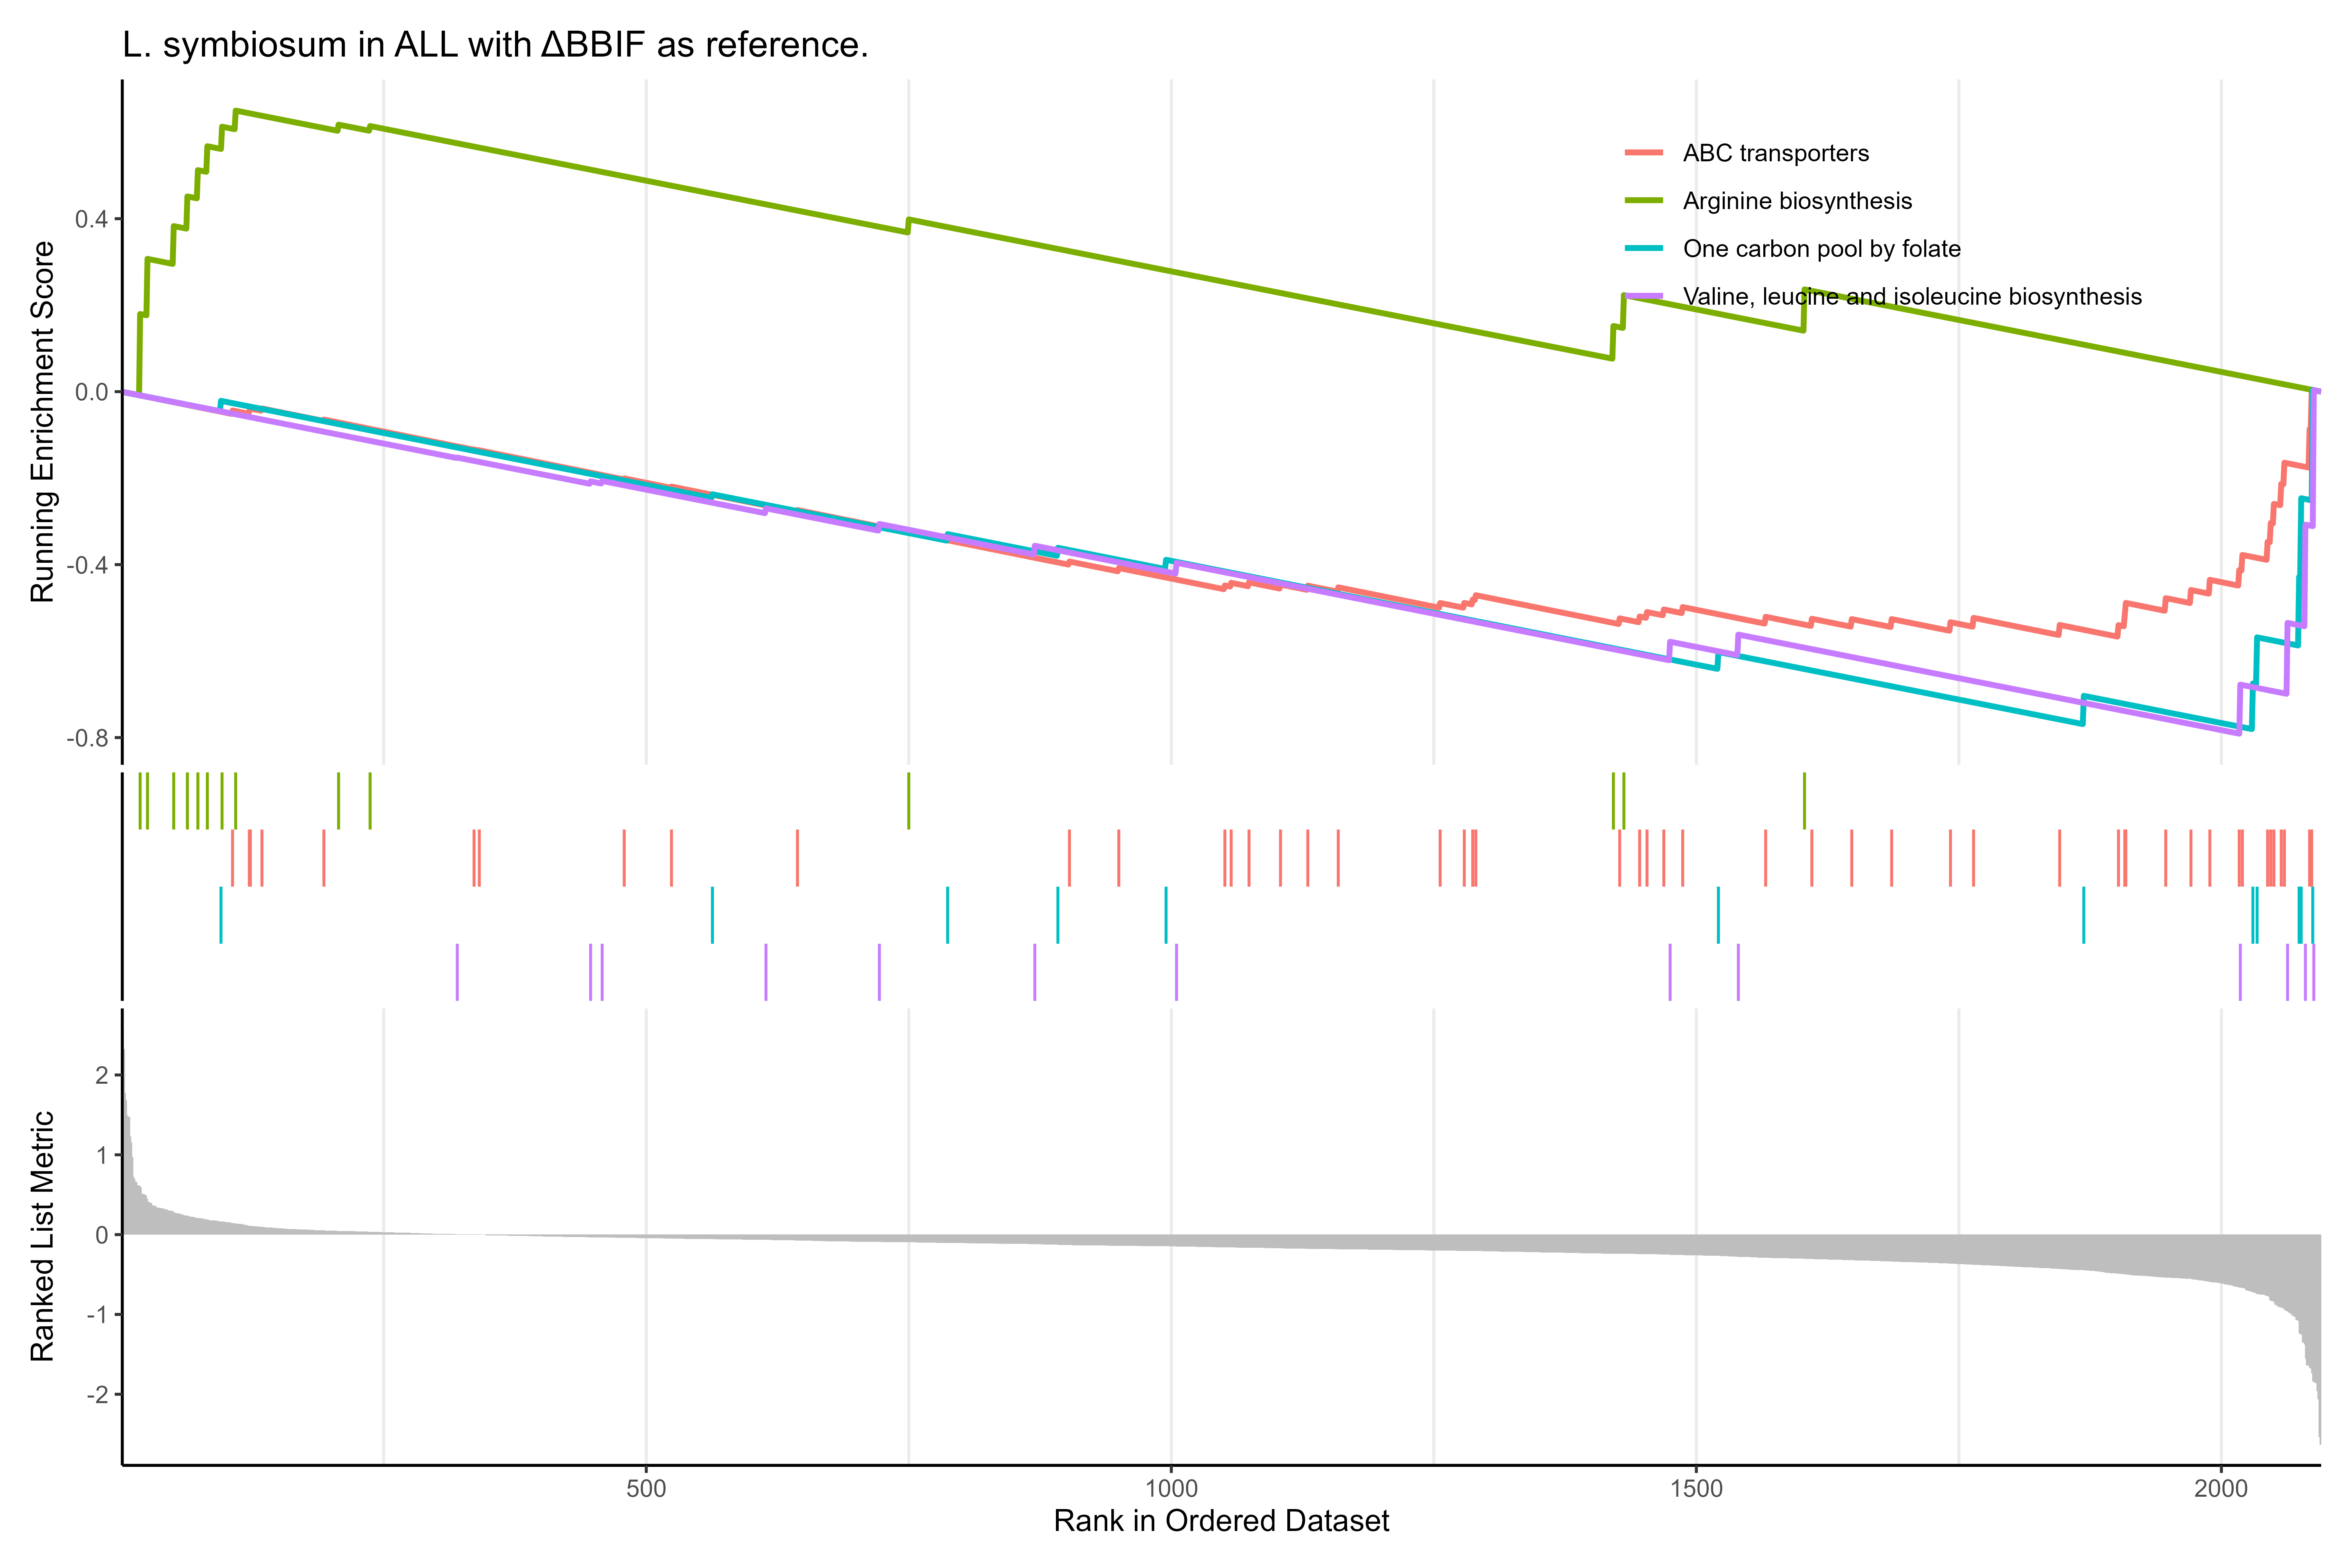 L. symbiosum in ALL with ΔBBIF as reference.
Running Enrichment Score
0.4
0.0
-0.4
-0.8
ABC transporters
Arginine biosynthesis
One carbon pool by folate
Valine, leucine and isoleucine biosynthesis
Ranked List Metric
2
1
0
-1
-2
500 1000 1500 2000
Rank in Ordered Dataset